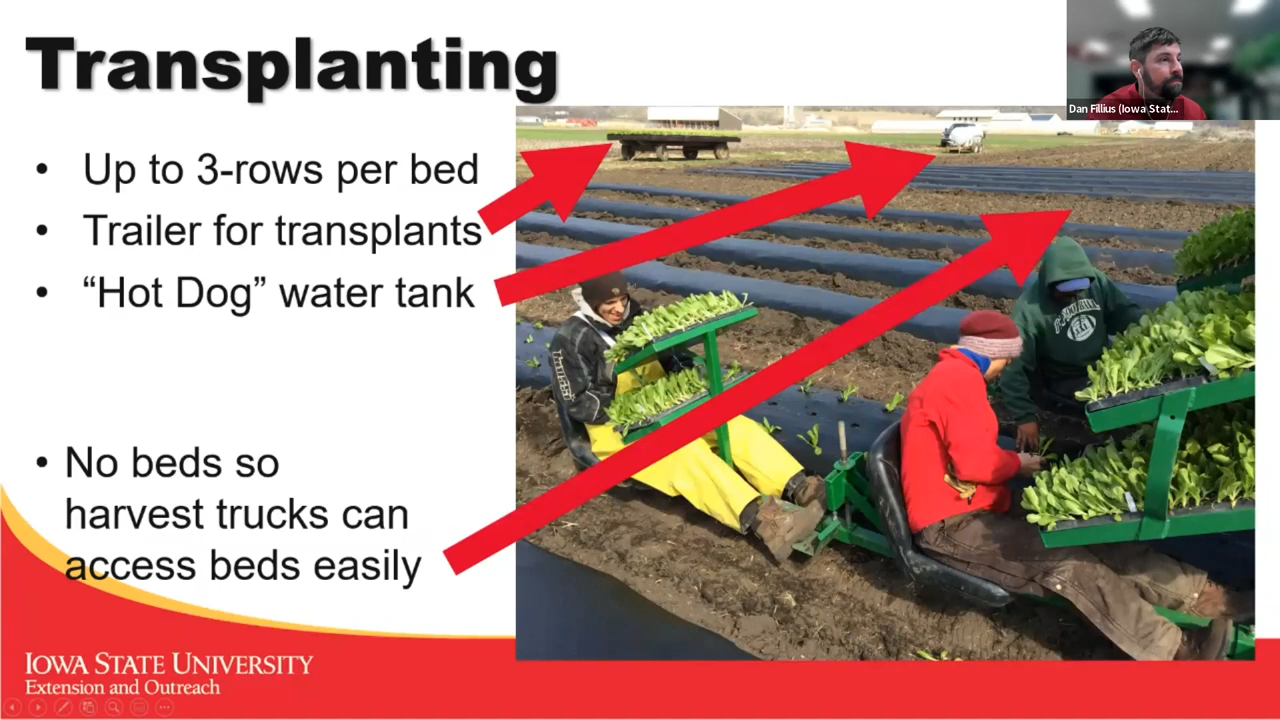 Transplanting
Dan Fillius (Iowa Stat...
• Up to 3-rows per bed
• Trailer for transplants
• “Hot Dog” water tank
• No beds so
harvest trucks can
access beds easily
IOWA STATE UNIVERSITY
Extension and Outreach